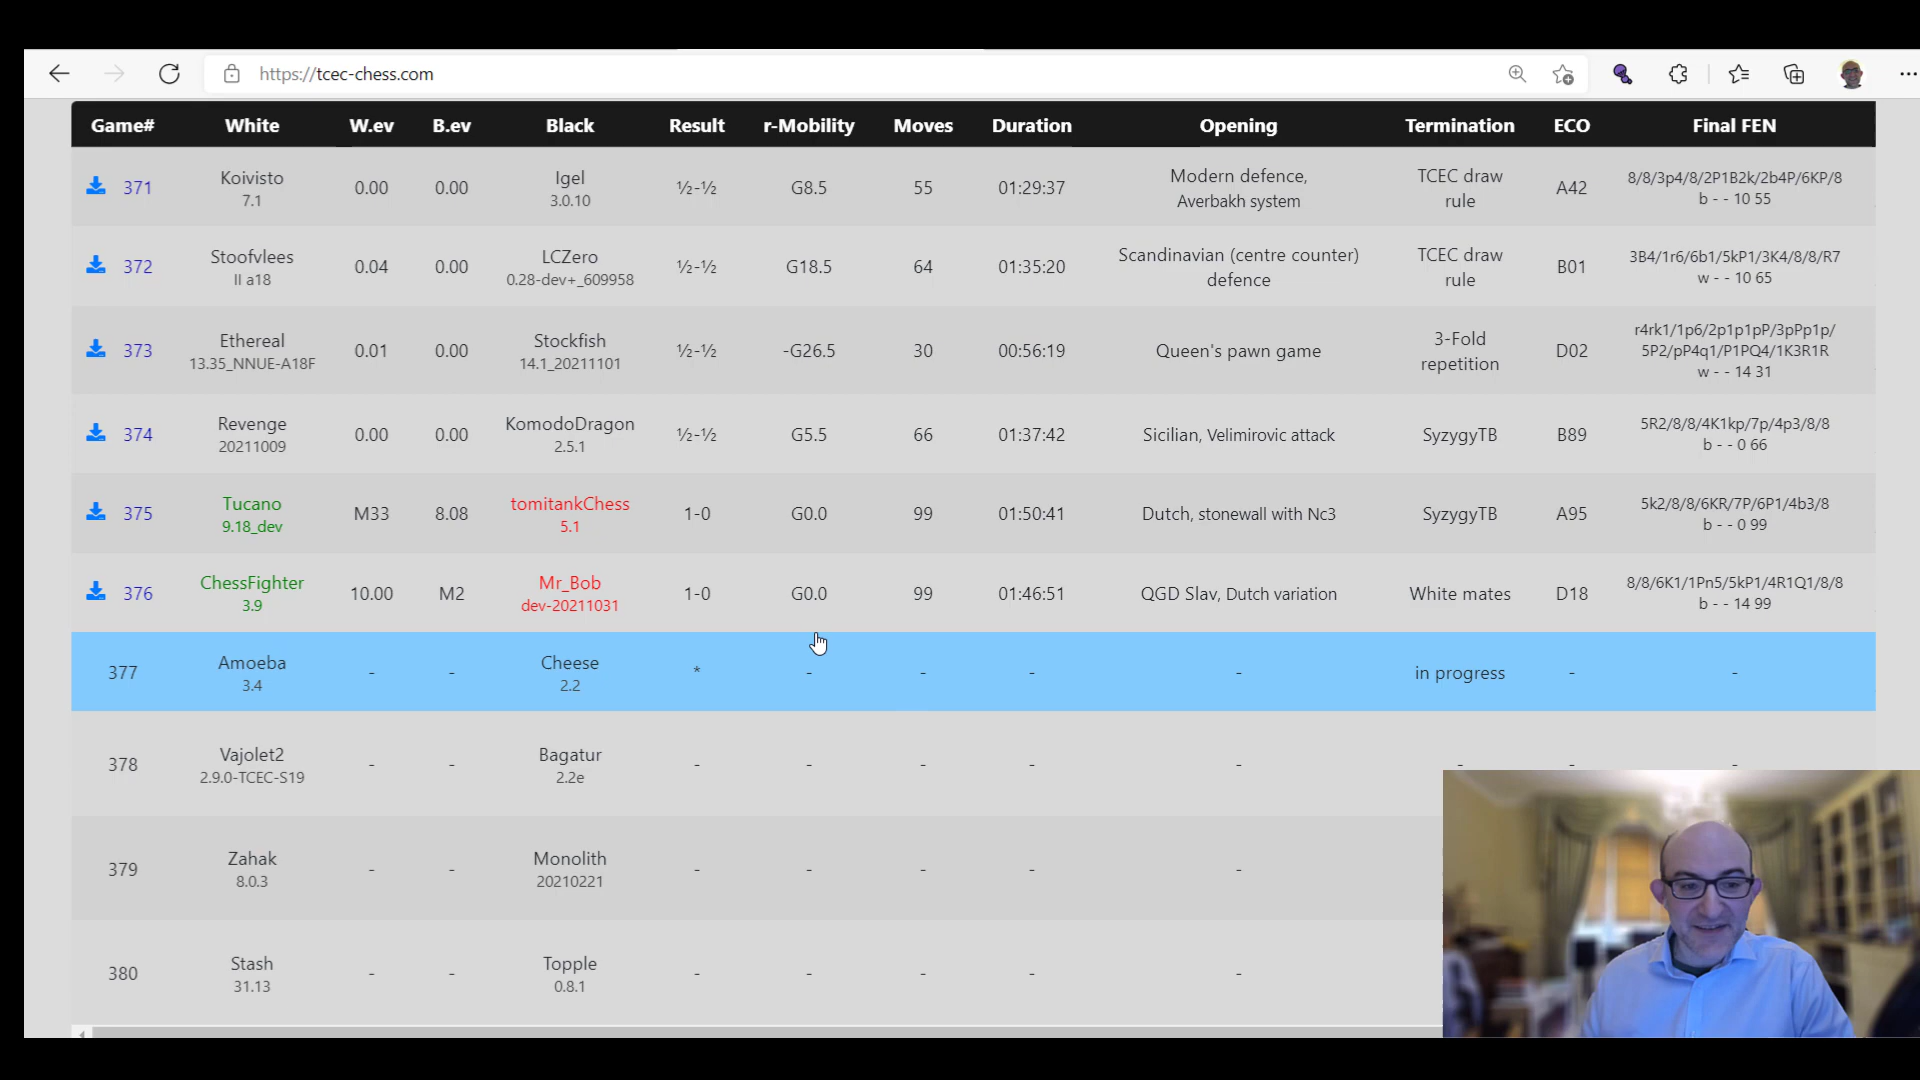 https://tcec-chess.com
Game# White W.ev B.ev Black Result r-Mobility Moves Duration Opening Termination ECO Final FEN
371 Koivisto 7.1 0.00 0.00 Igel 3.0.10 ½-½ G8.5 55 01:29:37 Modern defence, Averbakh system TCEC draw rule A42 8/8/3p4/8/2P1B2k/2b4P/6KP/8 b - - 10 55
372 Stoofvlees II a18 0.04 0.00 LCZero 0.28-dev+_609958 ½-½ G18.5 64 01:35:20 Scandinavian (centre counter) defence TCEC draw rule B01 3B4/1r6/6b1/5kP1/3K4/8/8/R7 w - - 10 65
373 Ethereal 13.35_NNUE-A18F 0.01 0.00 Stockfish 14.1_20211101 ½-½ -G26.5 30 00:56:19 Queen's pawn game 3-Fold repetition D02 r4rk1/1p6/2p1p1pP/3pPp1p/5P2/pP4q1/P1PQ4/1K3R1R w - - 14 31
374 Revenge 20211009 0.00 0.00 KomodoDragon 2.5.1 ½-½ G5.5 66 01:37:42 Sicilian, Velimirovic attack SyzygyTB B89 5R2/8/8/4K1kp/7p/4p3/8/8 b - - 0 66
375 Tucano 9.18_dev M33 8.08 tomitankChess 5.1 1-0 G0.0 99 01:50:41 Dutch, stonewall with Nc3 SyzygyTB A95 5k2/8/8/6KR/7P/6P1/4b3/8 b - - 0 99
376 ChessFighter 3.9 10.00 M2 Mr_Bob dev-20211031 1-0 G0.0 99 01:46:51 QGD Slav, Dutch variation White mates D18 8/8/6K1/1Pn5/5kP1/4R1Q1/8/8 b - - 14 99
377 Amoeba 3.4 - - Cheese 2.2 * - - - - in progress - -
378 Vajolet2 2.9.0-TCEC-S19 - - Bagatur 2.2e - - - - - - - -
379 Zahak 8.0.3 - - Monolith 20210221 - - - - -
380 Stash 31.13 - - Topple 0.8.1 - - - - -